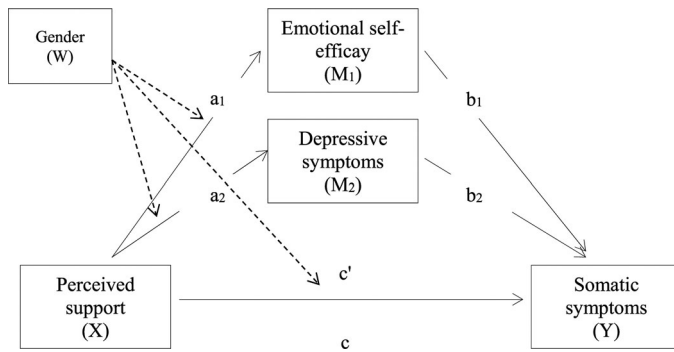 Gender
(W)
Emotional self-
efficay
(M1)
a1
b1
Depressive
symptoms
(M2)
a2
b2
Perceived
support
(X)
c'
c
Somatic
symptoms
(Y)